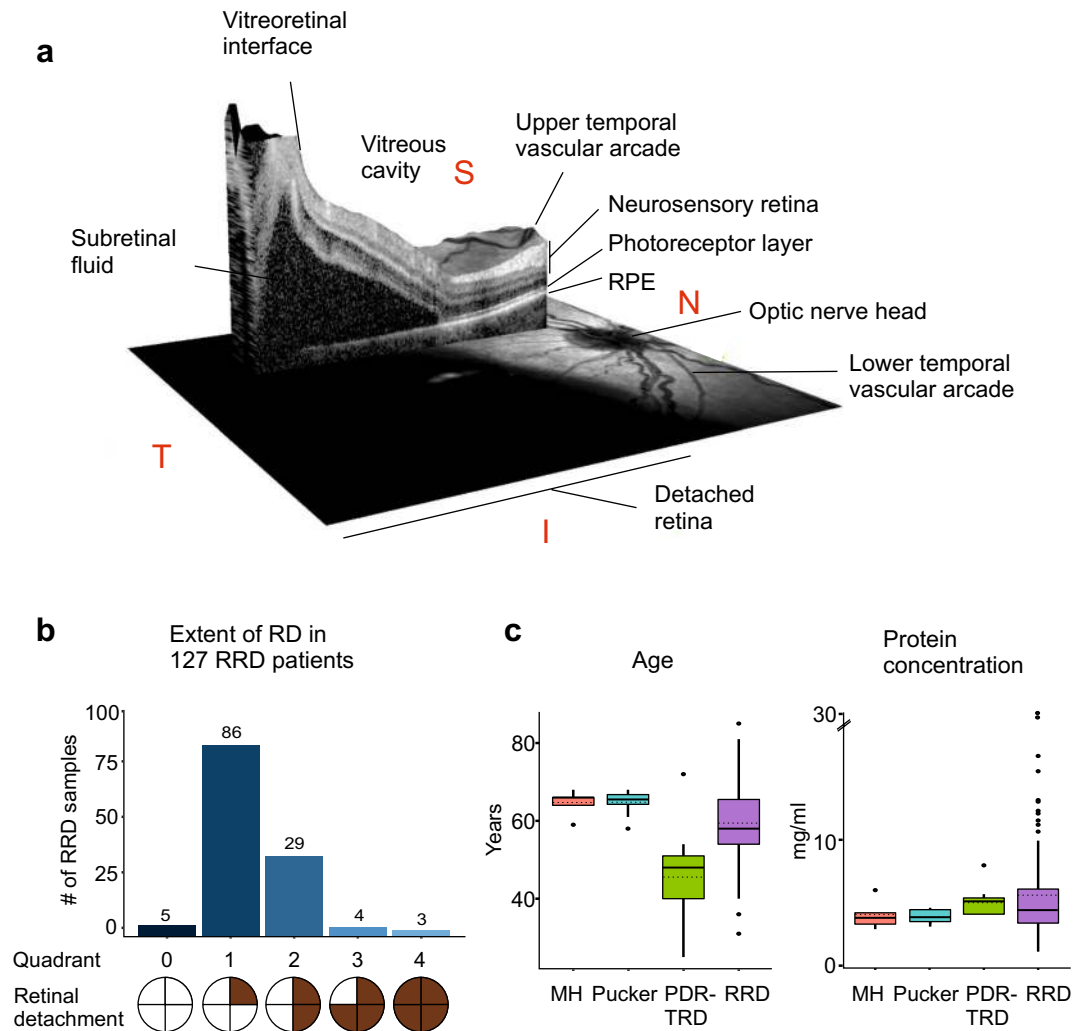 a
Vitreoretinal
interface
Vitreous
cavity
S
Upper temporal
vascular arcade
Neurosensory retina
Photoreceptor layer
RPE
Subretinal
fluid
N
Optic nerve head
Lower temporal
vascular arcade
T
Detached
retina
I
b
Extent of RD in
127 RRD patients
# of RRD samples
100
75
50
25
0
5
86
29
4
3
Quadrant 0 1 2 3 4
Retinal
detachment
c
Age
Years
80
60
40
MH Pucker PDR-
TRD RRD
Protein
concentration
mg/ml
30
10
0
MH Pucker PDR-
TRD RRD